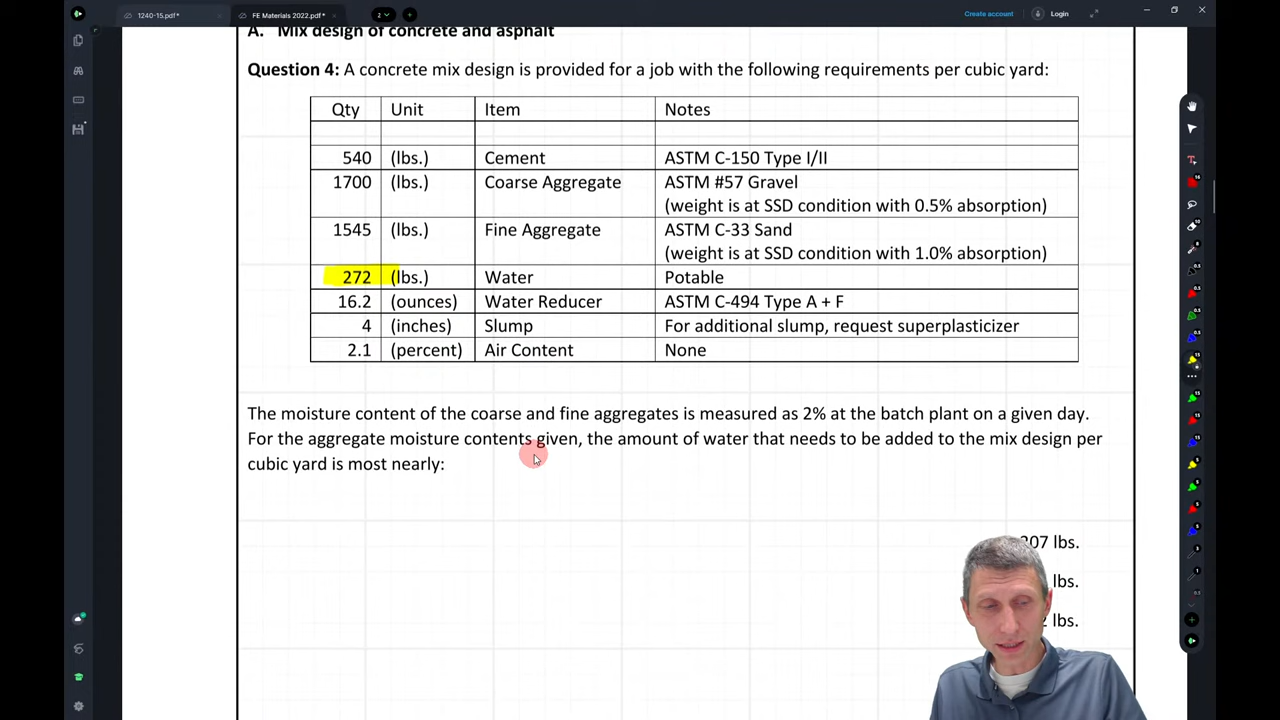 1240-15.pdf*
FE Materials 2022.pdf*
2
Create account
Login
A. Mix design of concrete and asphalt
Question 4: A concrete mix design is provided for a job with the following requirements per cubic yard:
Qty Unit Item Notes
540 (lbs.) Cement ASTM C-150 Type I/II
1700 (lbs.) Coarse Aggregate ASTM #57 Gravel
(weight is at SSD condition with 0.5% absorption)
1545 (lbs.) Fine Aggregate ASTM C-33 Sand
(weight is at SSD condition with 1.0% absorption)
272 (lbs.) Water Potable
16.2 (ounces) Water Reducer ASTM C-494 Type A + F
4 (inches) Slump For additional slump, request superplasticizer
2.1 (percent) Air Content None
The moisture content of the coarse and fine aggregates is measured as 2% at the batch plant on a given day.
For the aggregate moisture contents given, the amount of water that needs to be added to the mix design per
cubic yard is most nearly:
lbs.
lbs.
lbs.